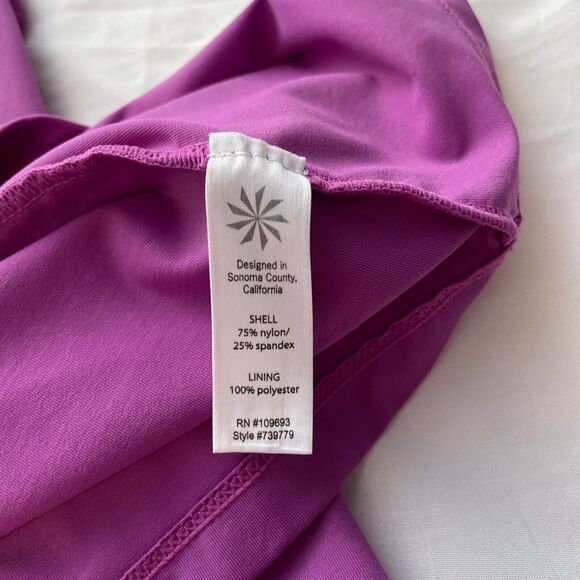 Designed in
Sonoma County,
California
SHELL
75% nylon/
25% spandex
LINING
100% polyester
RN #109693
Style #739779